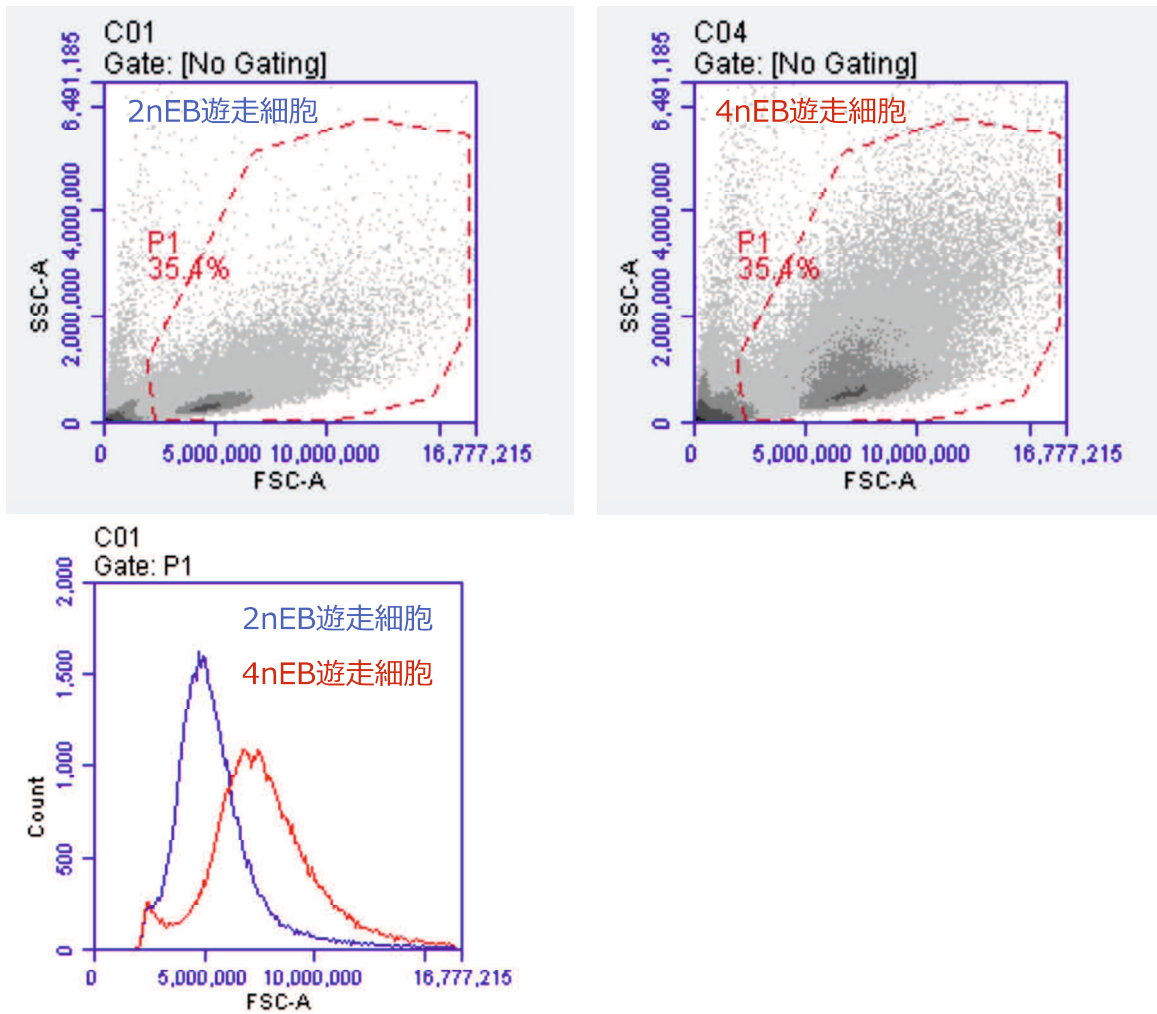 C01
Gate: [No Gating]
2nEB遊走細胞
P1
35.4%
6,491,185
4,000,000
2,000,000
0
SSC-A
0
5,000,000
10,000,000
16,777,215
FSC-A
C04
Gate: [No Gating]
4nEB遊走細胞
P1
35.4%
6,491,185
4,000,000
2,000,000
0
SSC-A
0
5,000,000
10,000,000
16,777,215
FSC-A
C01
Gate: P1
2nEB遊走細胞
4nEB遊走細胞
2,000
1,500
1,000
500
0
Count
0
5,000,000
10,000,000
16,777,215
FSC-A